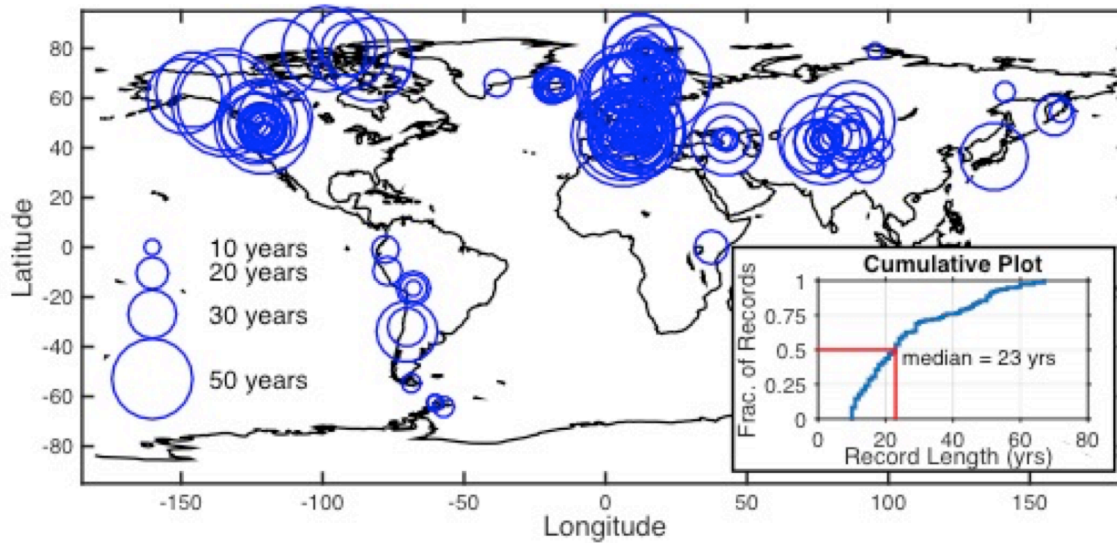 80
60
40
20
0
-20
-40
-60
-80
Latitude
10 years
20 years
30 years
50 years
Cumulative Plot
1
0.75
0.5
0.25
0
Frac. of Records
median = 23 yrs
0 20 40 60 80
Record Length (yrs)
-150 -100 -50 0 50 100 150
Longitude